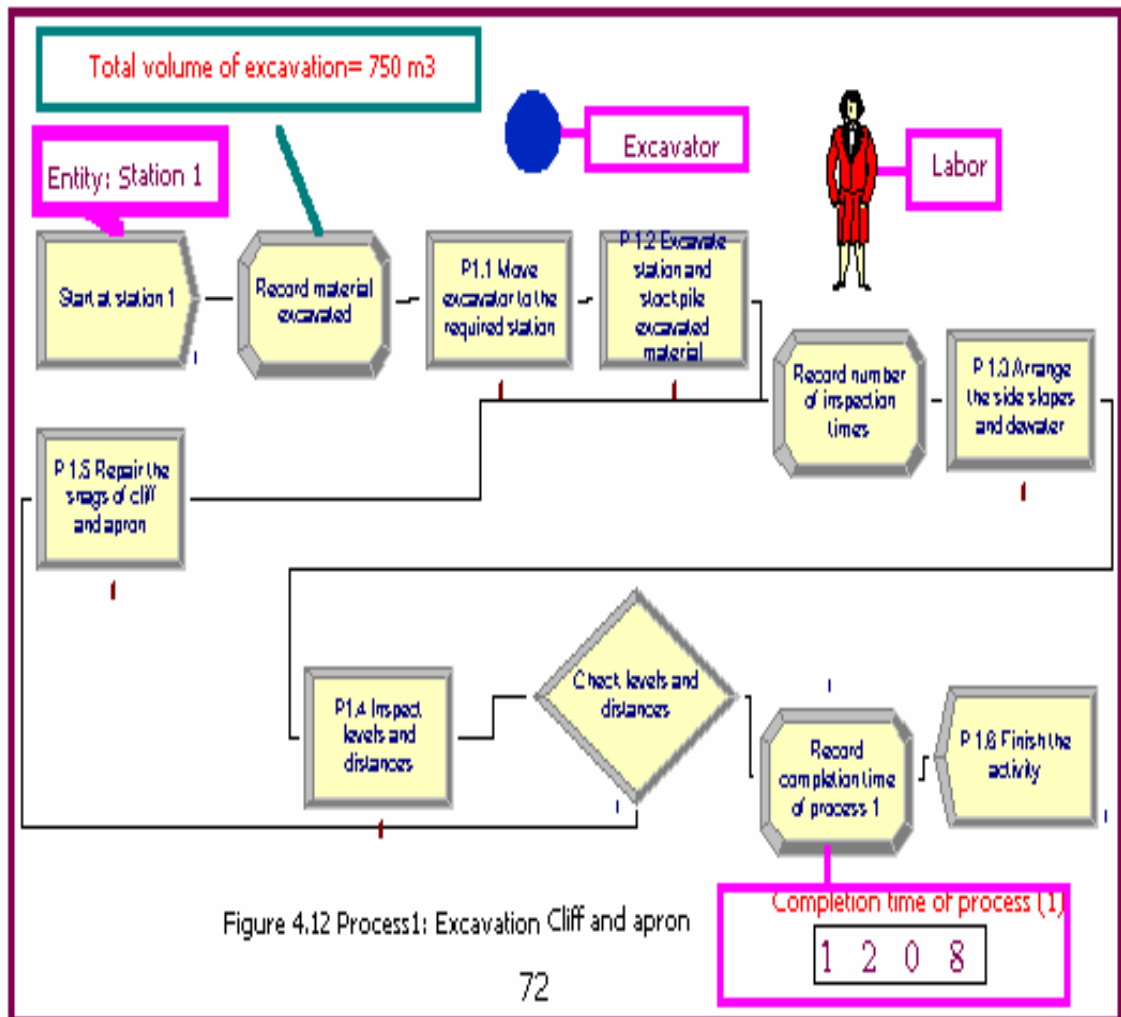 Total volume of excavation= 750 m3
Excavator
Labor
Entity: Station 1
Start at station 1
Record material
excavated
P1.1 Move
excavator to the
required station
P 1.2 Excavate
station and
stockpile
excavated
material
Record number
of inspection
times
P 1.3 Arrange
the side slopes
and dewater
P 1.5 Repair the
snags of cliff
and apron
P1.4 Inspect
levels and
distances
Check levels and
distances
Record
completion time
of process 1
P 1.6 Finish the
activity
Completion time of process (1)
1 2 0 8
Figure 4.12 Process1: Excavation Cliff and apron
72